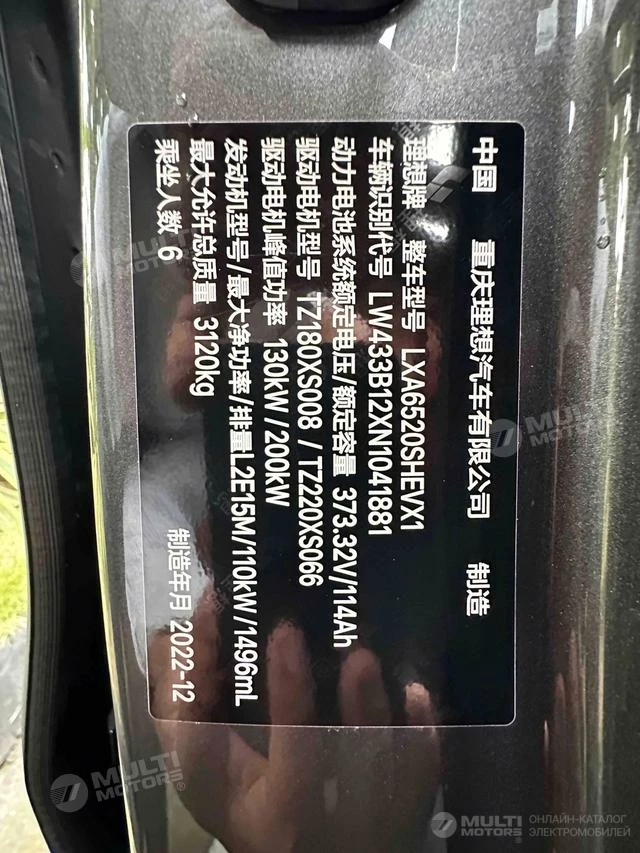 中国 重庆理想汽车有限公司 制造
理想牌 整车型号 LXA6520SHEVX1
车辆识别代号 LW433B12XN1041881
动力电池系统额定电压/额定容量 373.32V/114Ah
驱动电机型号 TZ180XS008 / TZ220XS066
驱动电机峰值功率 130kW/200kW
发动机型号/最大净功率/排量L2E15M/110kW/1496mL
最大允许总质量 3120kg
乘坐人数 6 制造年月 2022-12
MULTI MOTORS®
MULTI MOTORS®
MULTI MOTORS®
MULTI MOTORS® ОНЛАЙН-КАТАЛОГ ЭЛЕКТРОМОБИЛЕЙ